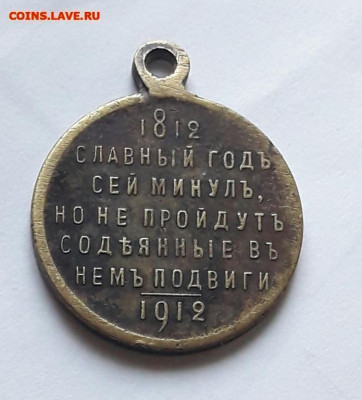 COINS.LAVE.RU
1812
СЛАВНЫЙ ГОДЪ
СЕЙ МИНУЛЪ,
НО НЕ ПРОЙДУТЪ
СОДѢЯННЫЕ ВЪ
НЕМЪ ПОДВИГИ
1912